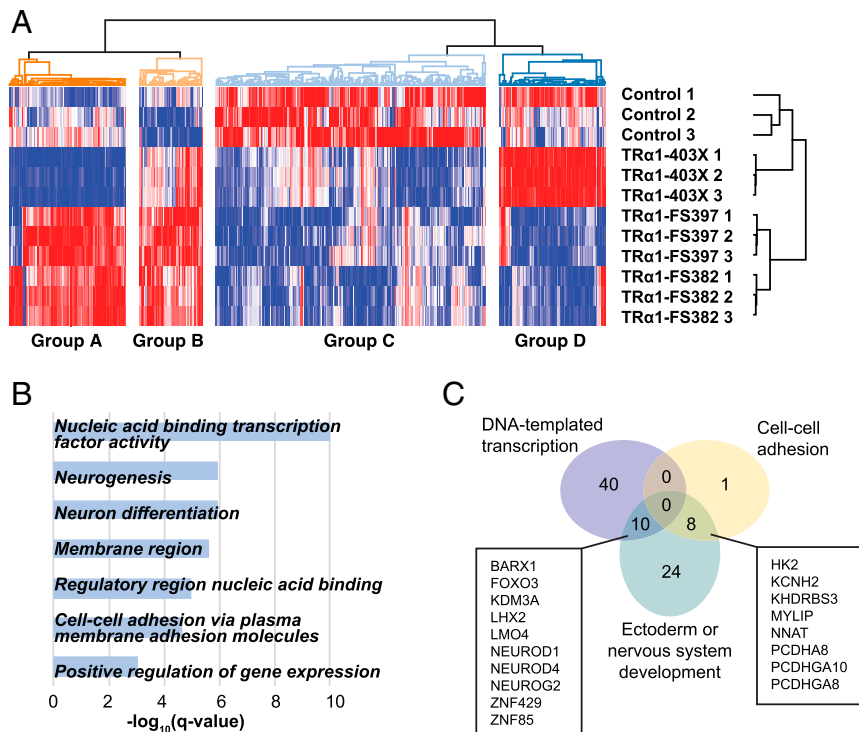 A
Control 1
Control 2
Control 3
TRα1-403X 1
TRα1-403X 2
TRα1-403X 3
TRα1-FS397 1
TRα1-FS397 2
TRα1-FS397 3
TRα1-FS382 1
TRα1-FS382 2
TRα1-FS382 3
Group A
Group B
Group C
Group D
B
Nucleic acid binding transcription
factor activity
Neurogenesis
Neuron differentiation
Membrane region
Regulatory region nucleic acid binding
Cell-cell adhesion via plasma
membrane adhesion molecules
Positive regulation of gene expression
0 2 4 6 8 10
-log10(q-value)
C
DNA-templated
transcription
Cell-cell
adhesion
40
0
1
0
10
8
24
Ectoderm or
nervous system
development
BARX1
FOXO3
KDM3A
LHX2
LMO4
NEUROD1
NEUROD4
NEUROG2
ZNF429
ZNF85
HK2
KCNH2
KHDRBS3
MYLIP
NNAT
PCDHA8
PCDHGA10
PCDHGA8